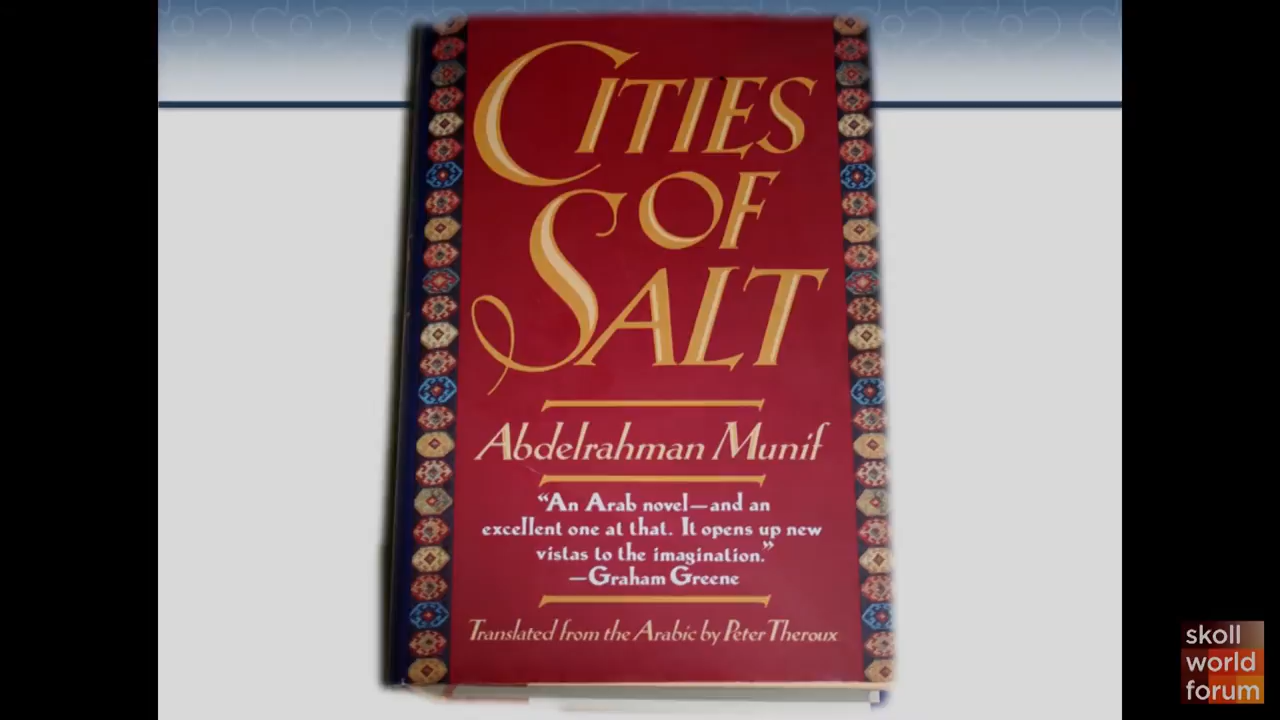 CITIES
OF
SALT
Abdelrahman Munif
“An Arab novel—and an
excellent one at that. It opens up new
vistas to the imagination.”
—Graham Greene
Translated from the Arabic by Peter Theroux
skoll
world
forum